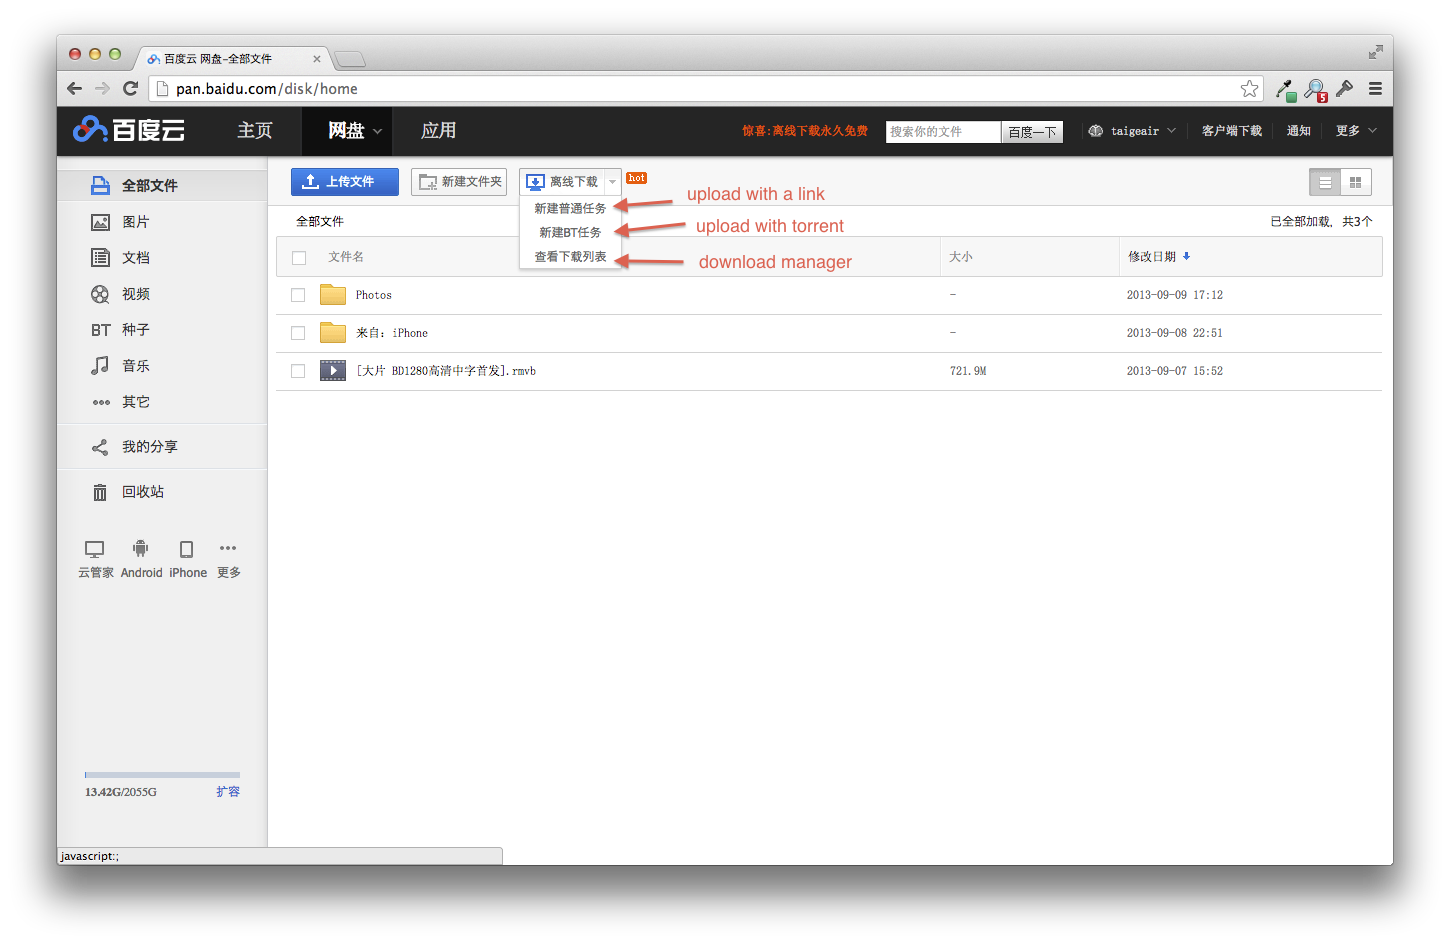 百度云 网盘-全部文件
pan.baidu.com/disk/home
5
百度云 主页 网盘 应用 惊喜:离线下载永久免费 搜索你的文件 百度一下 taigeair 客户端下载 通知 更多
全部文件
图片
文档
视频
BT 种子
音乐
其它
我的分享
回收站
云管家 Android iPhone 更多
13.42G/2055G 扩容
上传文件 新建文件夹 离线下载 hot
新建普通任务 upload with a link
新建BT任务 upload with torrent
查看下载列表 download manager
全部文件 已全部加载，共3个
文件名 大小 修改日期
Photos - 2013-09-09 17:12
来自：iPhone - 2013-09-08 22:51
[大片 BD1280高清中字首发].rmvb 721.9M 2013-09-07 15:52
javascript:;